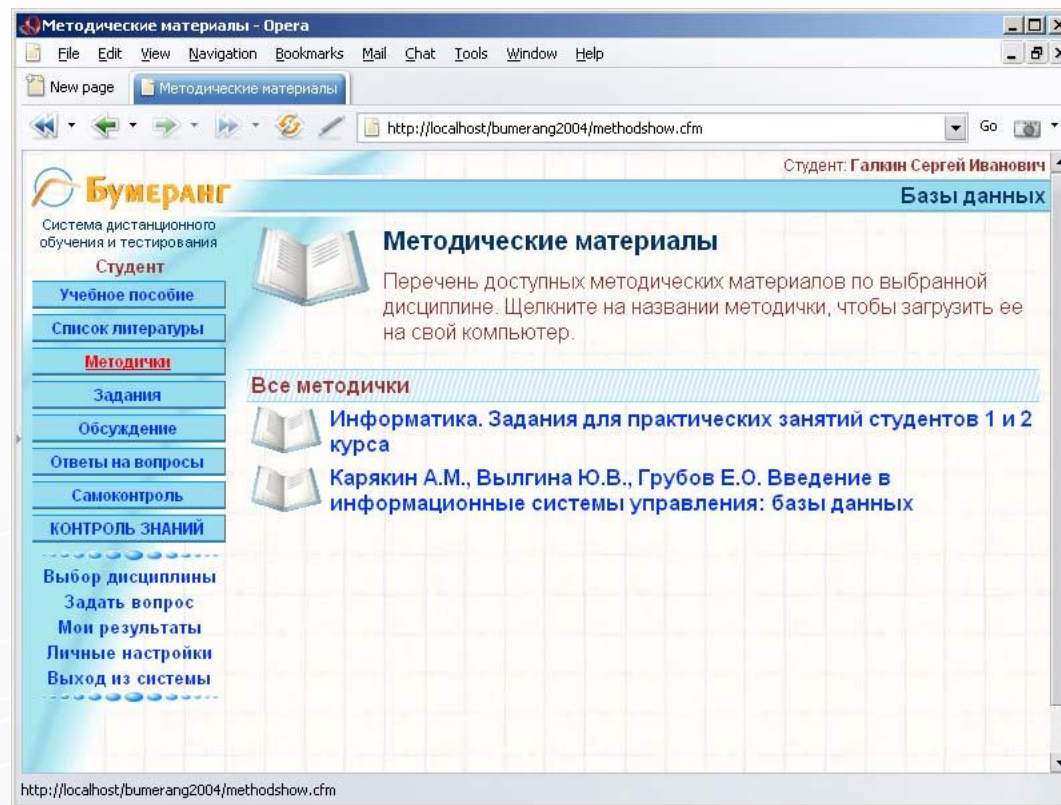 Методические материалы - Opera
File Edit View Navigation Bookmarks Mail Chat Tools Window Help
New page Методические материалы
http://localhost/bumerang2004/methodshow.cfm Go
Студент: Галкин Сергей Иванович
Бумеранг
Базы данных
Система дистанционного
обучения и тестирования
Студент
Учебное пособие
Список литературы
Методички
Задания
Обсуждение
Ответы на вопросы
Самоконтроль
КОНТРОЛЬ ЗНАНИЙ
Выбор дисциплины
Задать вопрос
Мои результаты
Личные настройки
Выход из системы
Методические материалы
Перечень доступных методических материалов по выбранной
дисциплине. Щелкните на названии методички, чтобы загрузить ее
на свой компьютер.
Все методички
Информатика. Задания для практических занятий студентов 1 и 2
курса
Карякин А.М., Вылгина Ю.В., Грубов Е.О. Введение в
информационные системы управления: базы данных
http://localhost/bumerang2004/methodshow.cfm